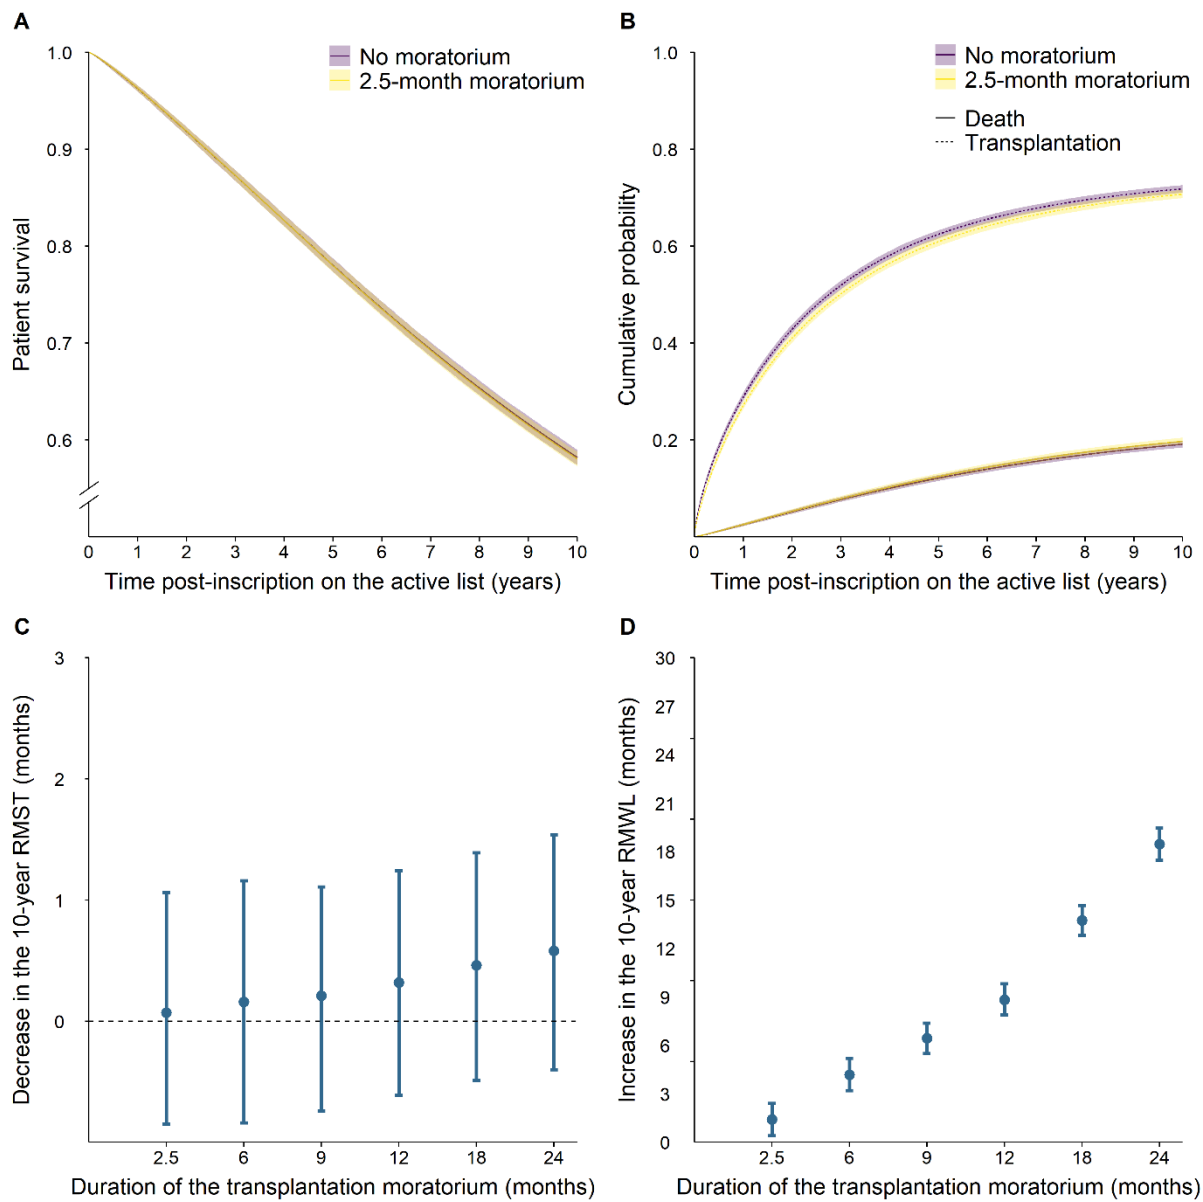 A
No moratorium
2.5-month moratorium
1.0
0.9
0.8
0.7
0.6
Patient survival
0 1 2 3 4 5 6 7 8 9 10
Time post-inscription on the active list (years)
B
No moratorium
2.5-month moratorium
Death
Transplantation
1.0
0.8
0.6
0.4
0.2
Cumulative probability
0 1 2 3 4 5 6 7 8 9 10
Time post-inscription on the active list (years)
C
3
2
1
0
Decrease in the 10-year RMST (months)
2.5 6 9 12 18 24
Duration of the transplantation moratorium (months)
D
30
27
24
21
18
15
12
9
6
3
0
Increase in the 10-year RMWL (months)
2.5 6 9 12 18 24
Duration of the transplantation moratorium (months)